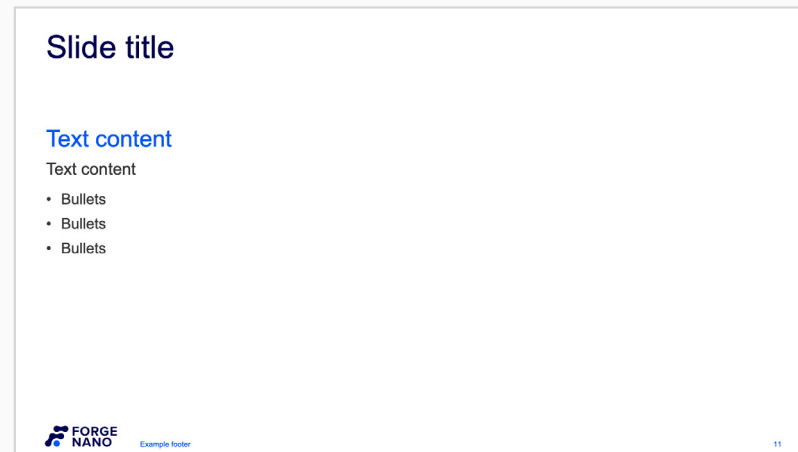 Slide title
Text content
Text content
• Bullets
• Bullets
• Bullets
FORGE
NANO
Example footer
11